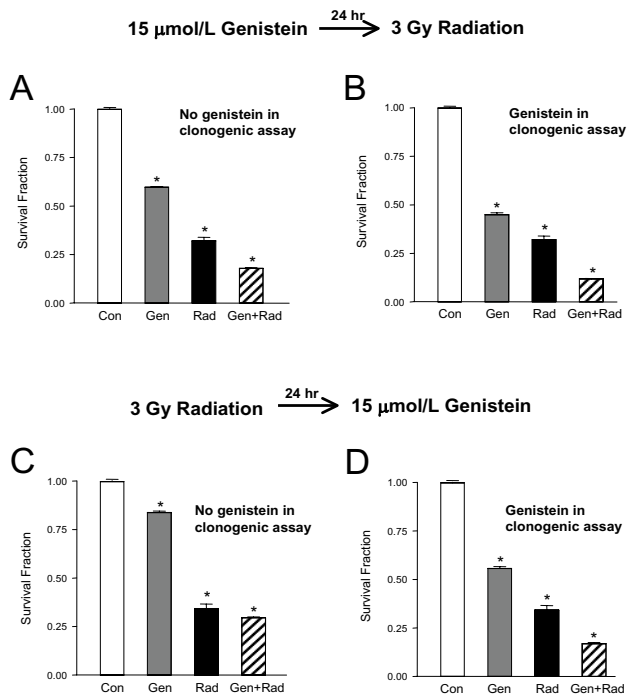 24 hr
15 µmol/L Genistein 3 Gy Radiation
A
No genistein in
clonogenic assay
Survival Fraction
1.00
0.75
0.50
0.25
0.00
*
*
*
Con Gen Rad Gen+Rad
B
Genistein in
clonogenic assay
Survival Fraction
1.00
0.75
0.50
0.25
0.00
*
*
*
Con Gen Rad Gen+Rad
24 hr
3 Gy Radiation 15 µmol/L Genistein
C
No genistein in
clonogenic assay
Survival Fraction
1.00
0.75
0.50
0.25
0.00
*
*
*
Con Gen Rad Gen+Rad
D
Genistein in
clonogenic assay
Survival Fraction
1.00
0.75
0.50
0.25
0.00
*
*
*
Con Gen Rad Gen+Rad